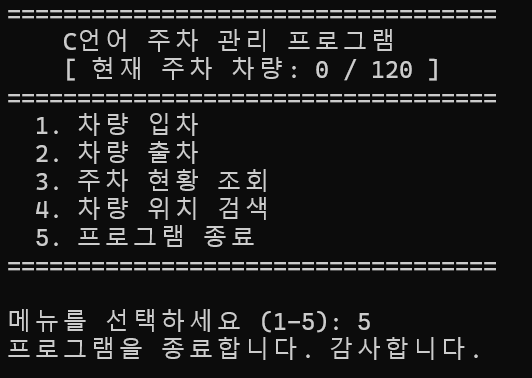 ===================================
C언어 주차 관리 프로그램
[ 현재 주차 차량: 0 / 120 ]
===================================
1. 차량 입차
2. 차량 출차
3. 주차 현황 조회
4. 차량 위치 검색
5. 프로그램 종료
===================================
메뉴를 선택하세요 (1-5): 5
프로그램을 종료합니다. 감사합니다.